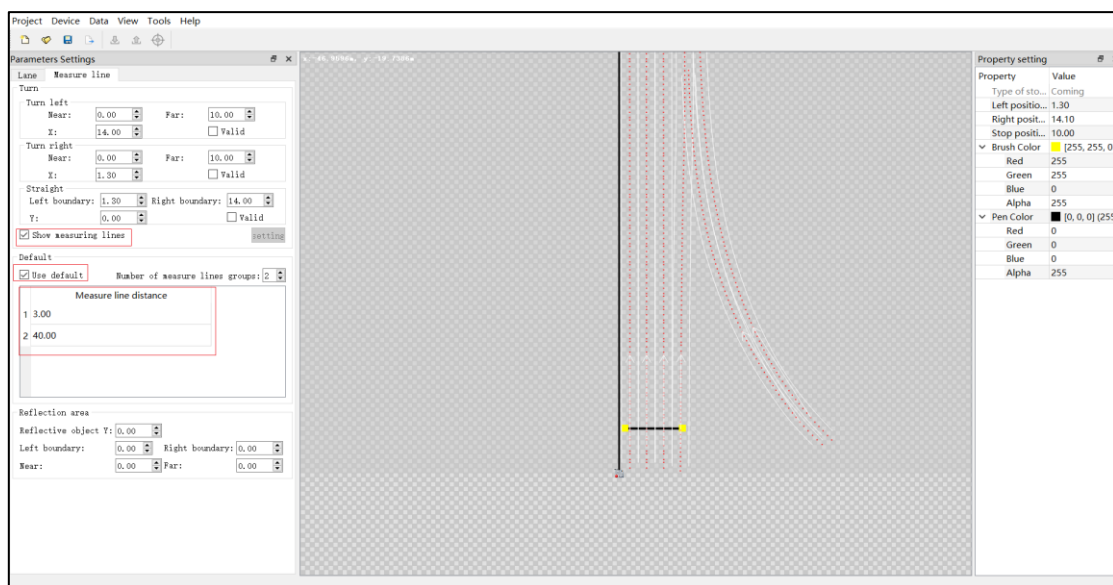 Project Device Data View Tools Help
Parameters Settings
Lane Measure line
Turn
Turn left
Near: 0.00 Far: 10.00
X: 14.00 Valid
Turn right
Near: 0.00 Far: 10.00
X: 1.30 Valid
Straight
Left boundary: 1.30 Right boundary: 14.00
Y: 0.00 Valid
Show measuring lines setting
Default
Use default Number of measure lines groups: 2
Measure line distance
1 3.00
2 40.00
Reflection area
Reflective object Y: 0.00
Left boundary: 0.00 Right boundary: 0.00
Near: 0.00 Far: 0.00
Property setting
Property Value
Type of sto... Coming
Left positio... 1.30
Right posit... 14.10
Stop positi... 10.00
Brush Color [255, 255, 0
Red 255
Green 255
Blue 0
Alpha 255
Pen Color [0, 0, 0] (255
Red 0
Green 0
Blue 0
Alpha 255